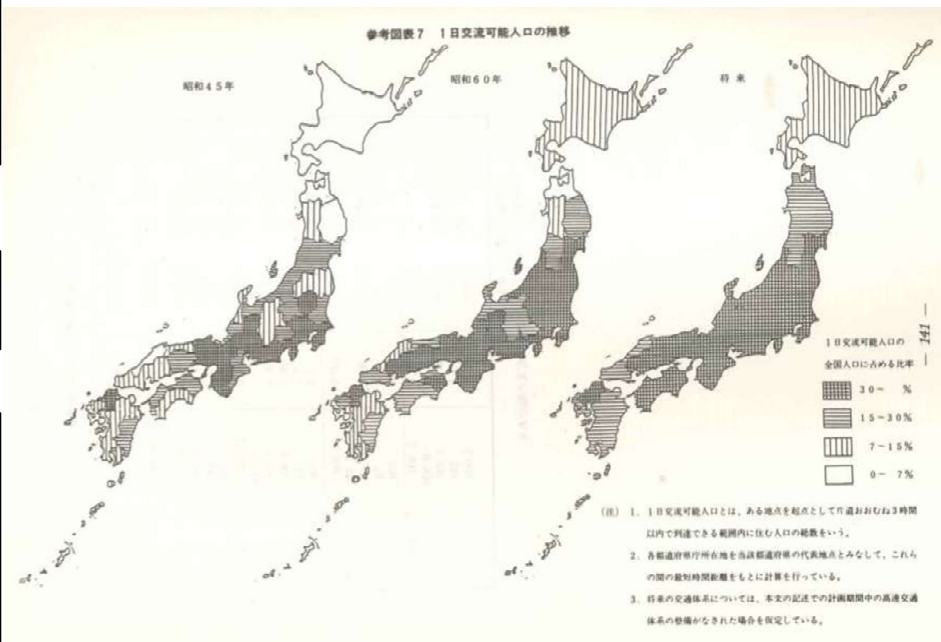 参考図表7 1日交流可能人口の推移
昭和45年
昭和60年
将来
1日交流可能人口の
全国人口に占める比率
30− %
15−30%
7−15%
0− 7%
(注) 1. 1日交流可能人口とは、ある地点を起点として片道おおむね3時間
以内で到達できる範囲内に住む人口の総数をいう。
2. 各都道府県庁所在地を当該都道府県の代表地点とみなして、これら
の間の最短時間距離をもとに計算を行っている。
3. 将来の交通体系については、本文の記述での計画期間中の高速交通
体系の整備がなされた場合を仮定している。
— 141 —